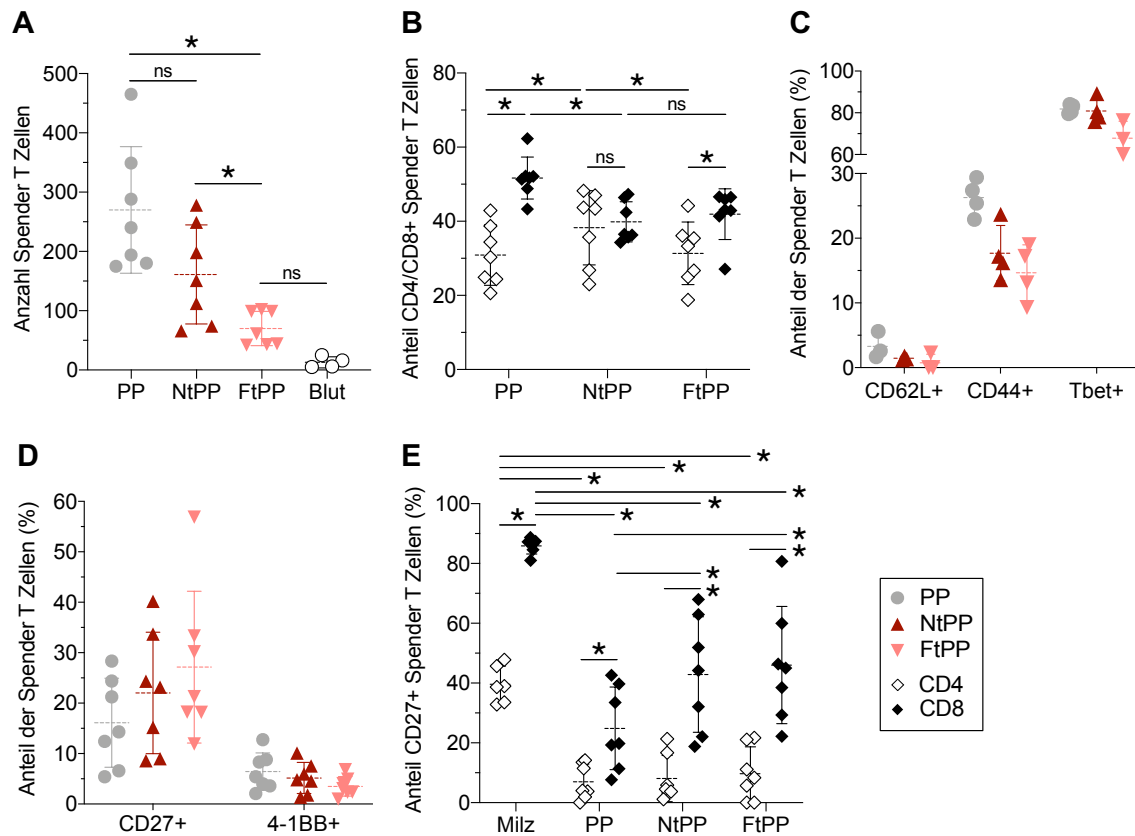 A
Anzahl Spender T Zellen
500
400
300
200
100
0
*
ns
*
ns
PP NtPP FtPP Blut
B
Anteil CD4/CD8+ Spender T Zellen
80
60
40
20
0
* *
* * ns
ns *
PP NtPP FtPP
C
Anteil der Spender T Zellen (%)
100
80
60
30
20
10
0
CD62L+ CD44+ Tbet+
D
Anteil der Spender T Zellen (%)
60
50
40
30
20
10
0
CD27+ 4-1BB+
E
Anteil CD27+ Spender T Zellen (%)
100
80
60
40
20
0
*
*
*
*
*
* *
*
*
*
*
*
Milz PP NtPP FtPP
PP
NtPP
FtPP
CD4
CD8